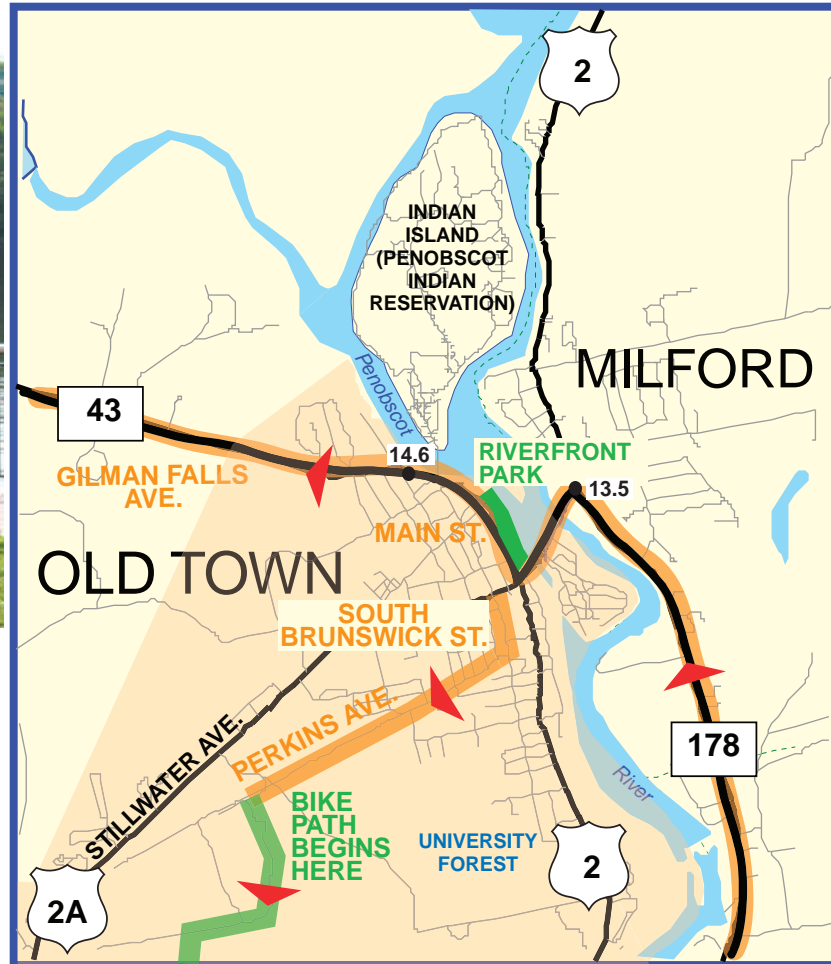 2
INDIAN
ISLAND
(PENOBSCOT
INDIAN
RESERVATION)
MILFORD
Penobscot
43
14.6
RIVERFRONT
PARK
13.5
GILMAN FALLS
AVE.
MAIN ST.
OLD TOWN
SOUTH
BRUNSWICK ST.
PERKINS AVE.
STILLWATER AVE.
178
River
BIKE
PATH
BEGINS
HERE
UNIVERSITY
FOREST
2
2A